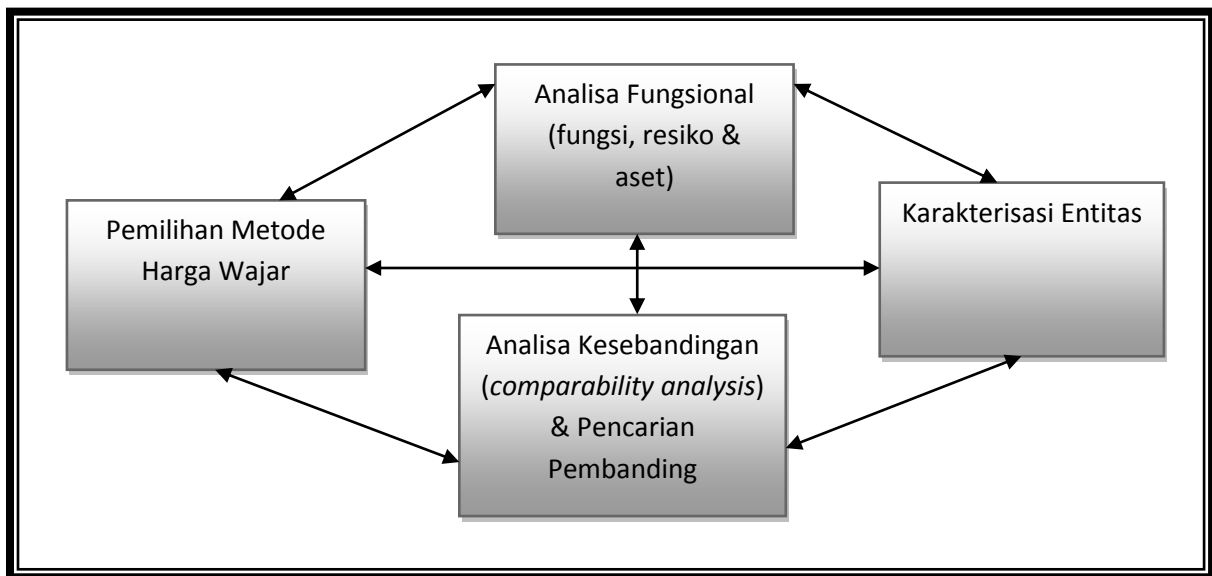 Analisa Fungsional
(fungsi, resiko &
aset)
Pemilihan Metode
Harga Wajar
Karakterisasi Entitas
Analisa Kesebandingan
(comparability analysis)
& Pencarian
Pembanding